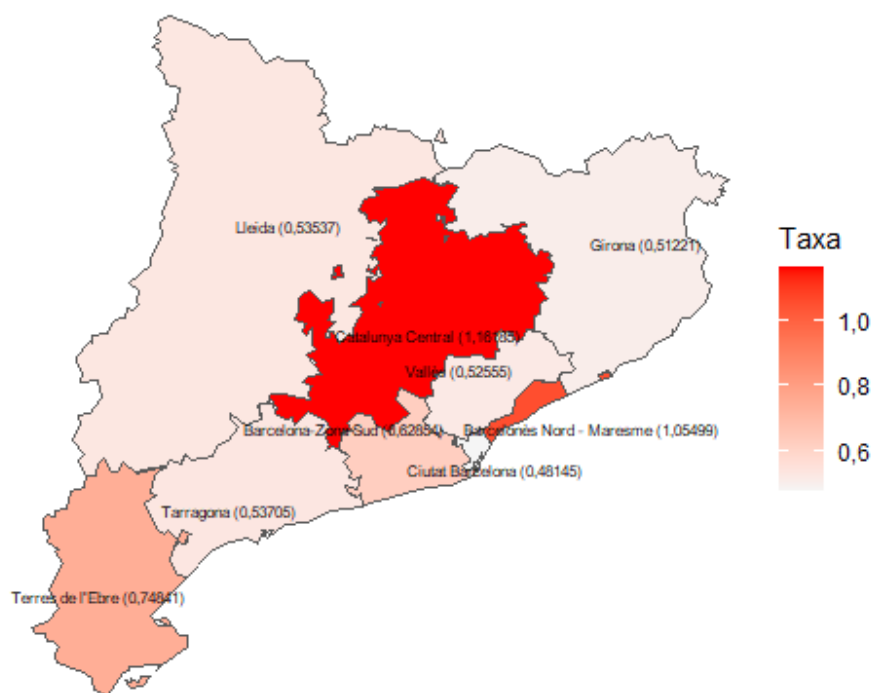 Lleida (0,53537)
Girona (0,51221)
Taxa
1,0
0,8
0,6
Catalunya Central (1,16185)
Vallès (0,52555)
Barcelona-Zona Sud (0,62854)
Barcelonès Nord - Maresme (1,05499)
Ciutat Barcelona (0,48145)
Tarragona (0,53705)
Terres de l'Ebre (0,74841)